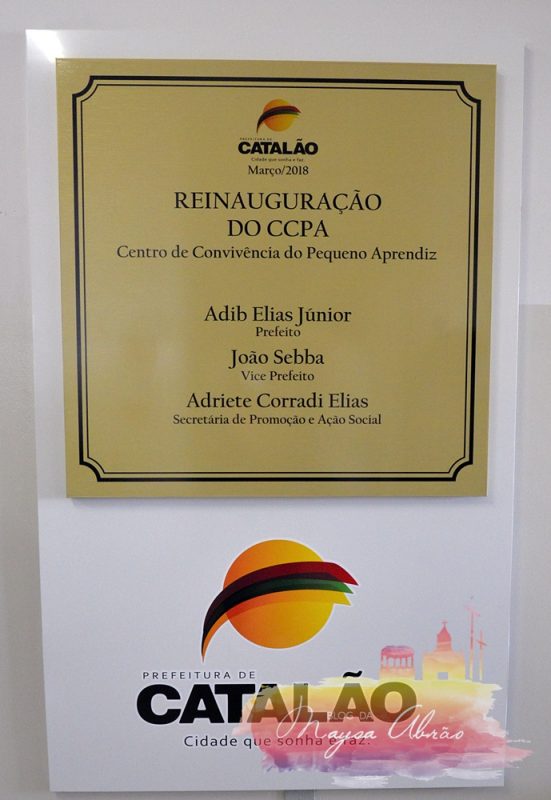 PREFEITURA DE
CATALÃO
Cidade que sonha e faz.
Março/2018
REINAUGURAÇÃO
DO CCPA
Centro de Convivência do Pequeno Aprendiz
Adib Elias Júnior
Prefeito
João Sebba
Vice Prefeito
Adriete Corradi Elias
Secretária de Promoção e Ação Social
PREFEITURA DE
CATALÃO
Cidade que sonha e faz.
BLOG DA
Maysa Abrão